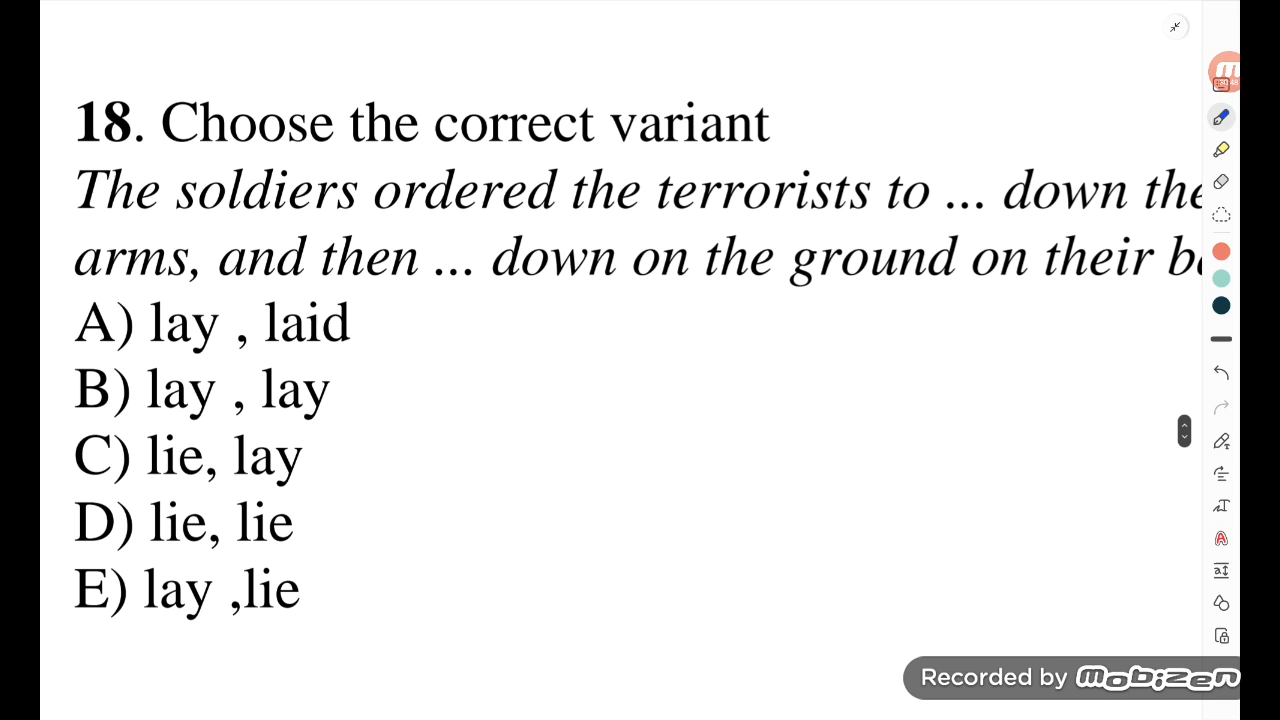 18. Choose the correct variant
The soldiers ordered the terrorists to ... down
arms, and then ... down on the ground on their
A) lay , laid
B) lay , lay
C) lie, lay
D) lie, lie
E) lay ,lie
Recorded by mobizen